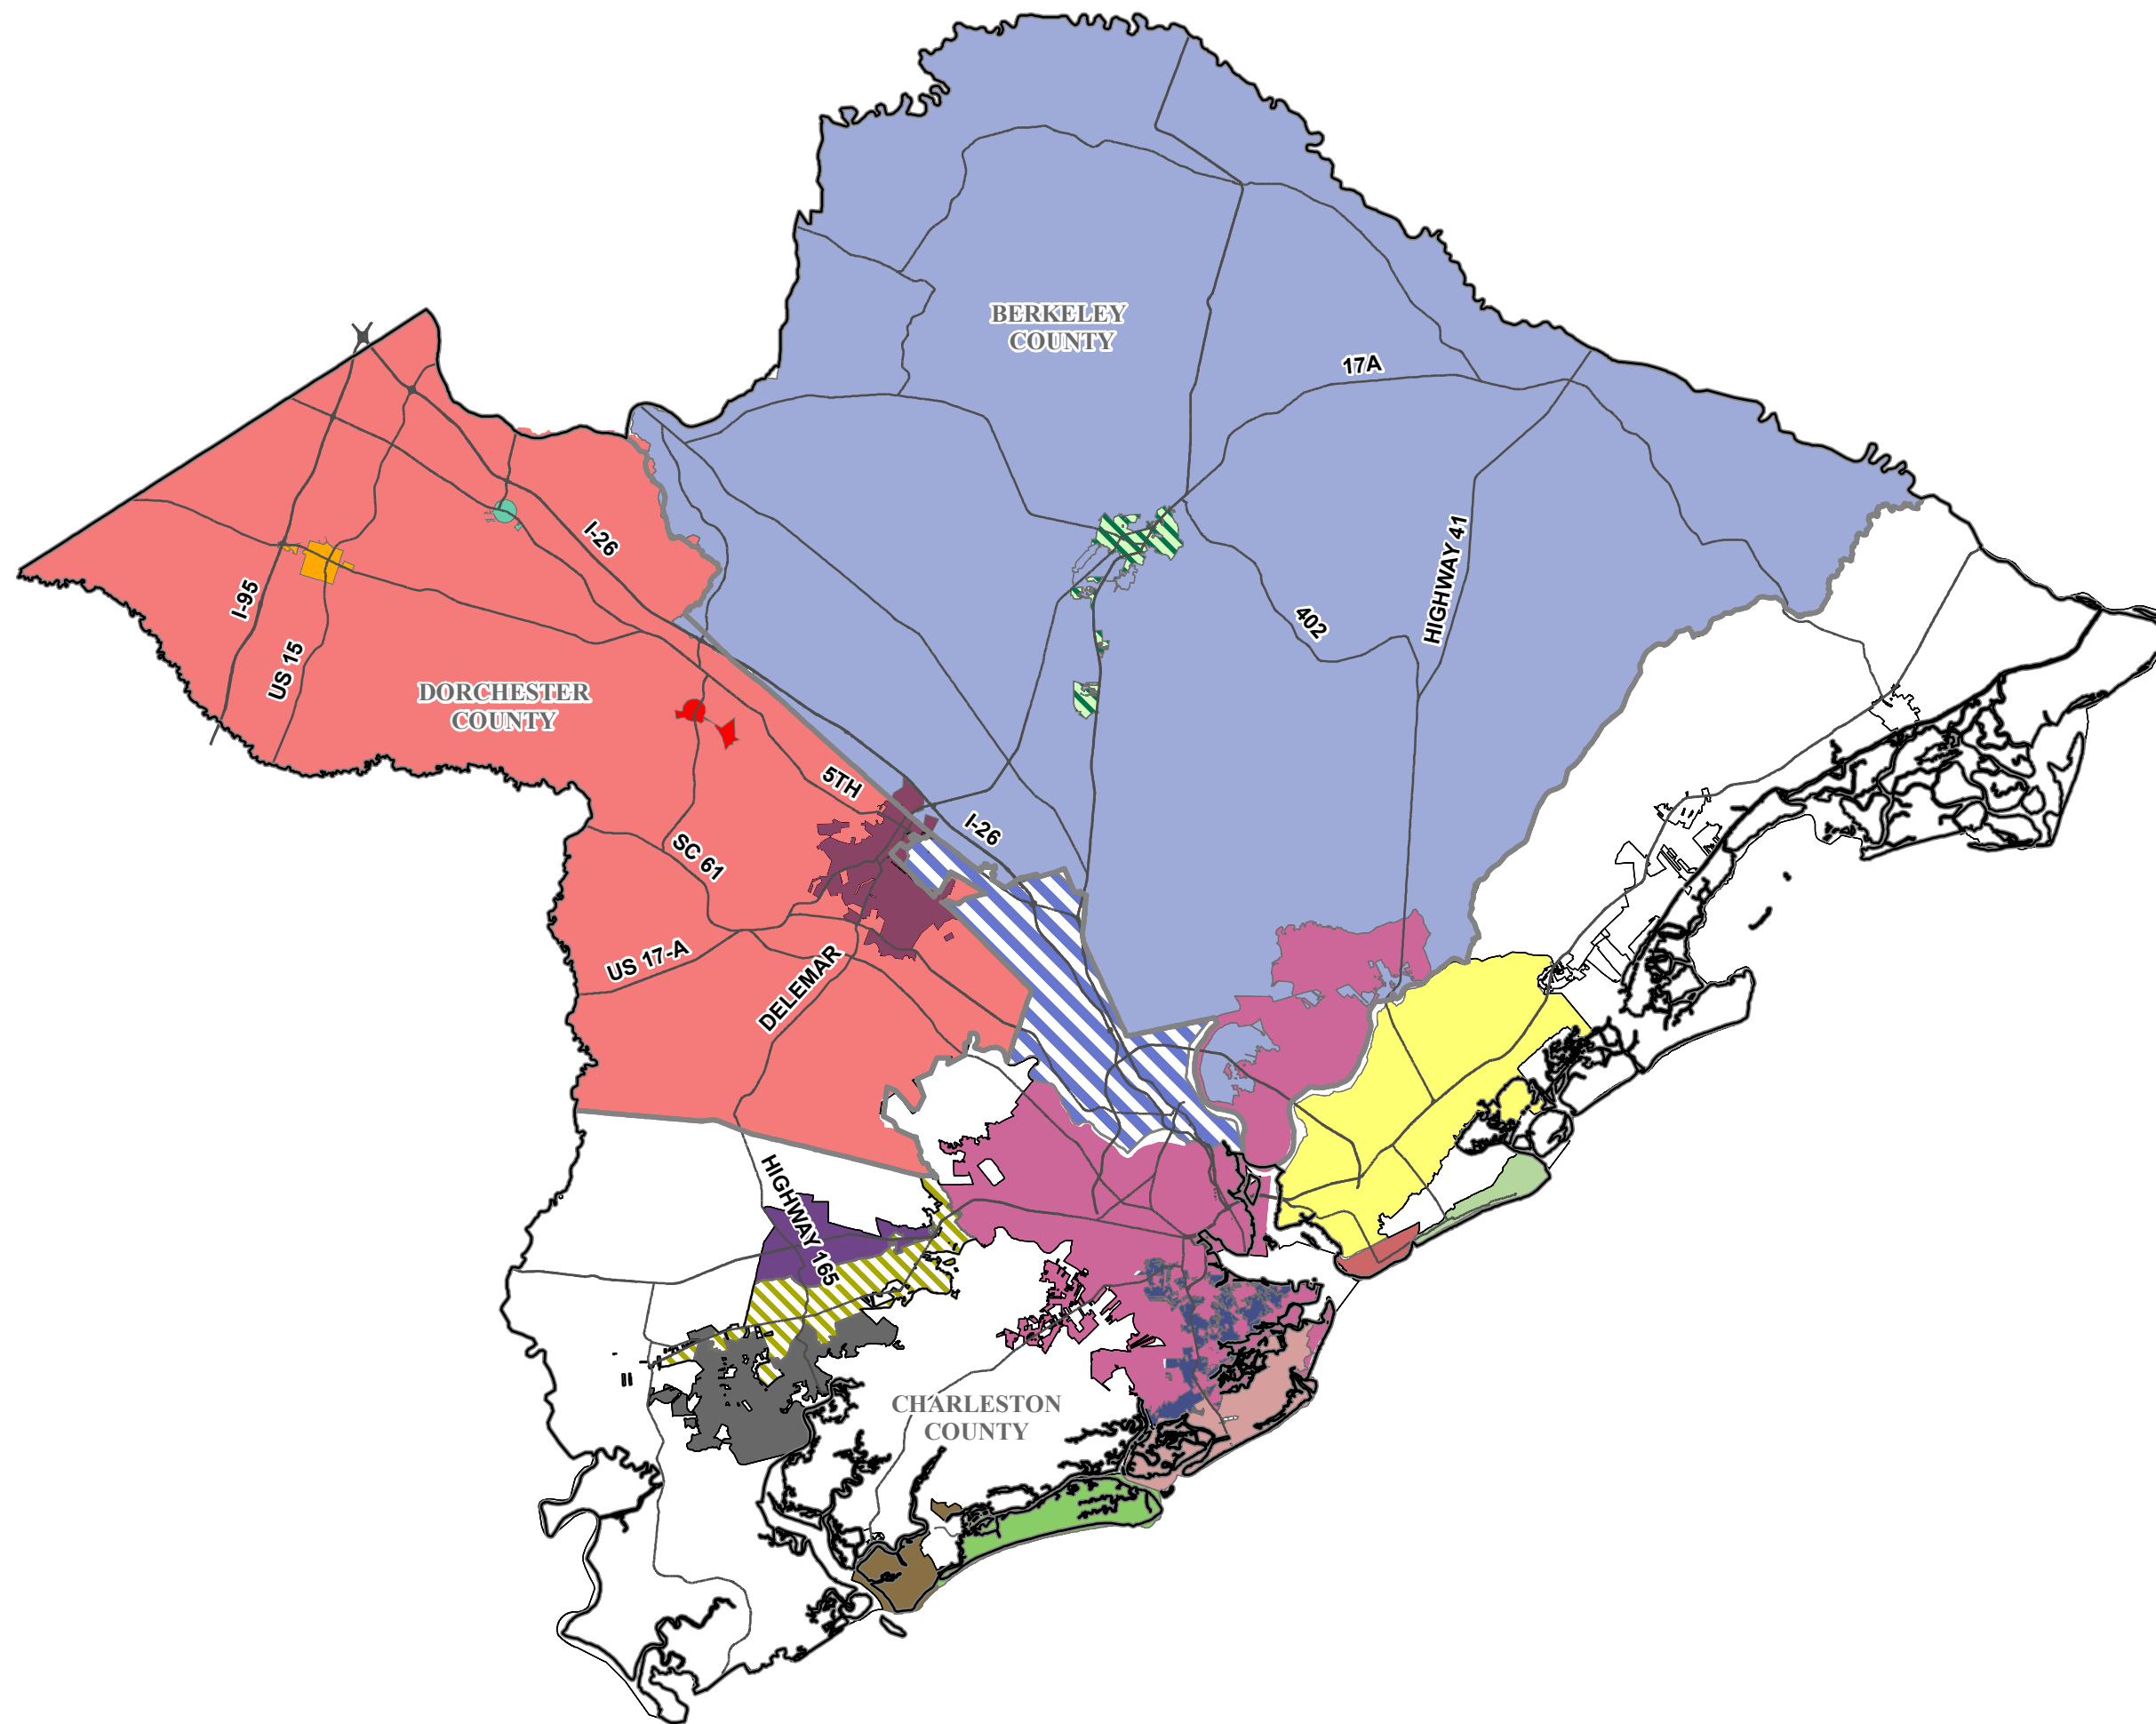 BERKELEY
COUNTY
17A
I-26
HIGHWAY 41
I-95
402
US 15
DORCHESTER
COUNTY
5TH
I-26
SC 61
US 17-A
DELEMAR
HIGHWAY 165
CHARLESTON
COUNTY